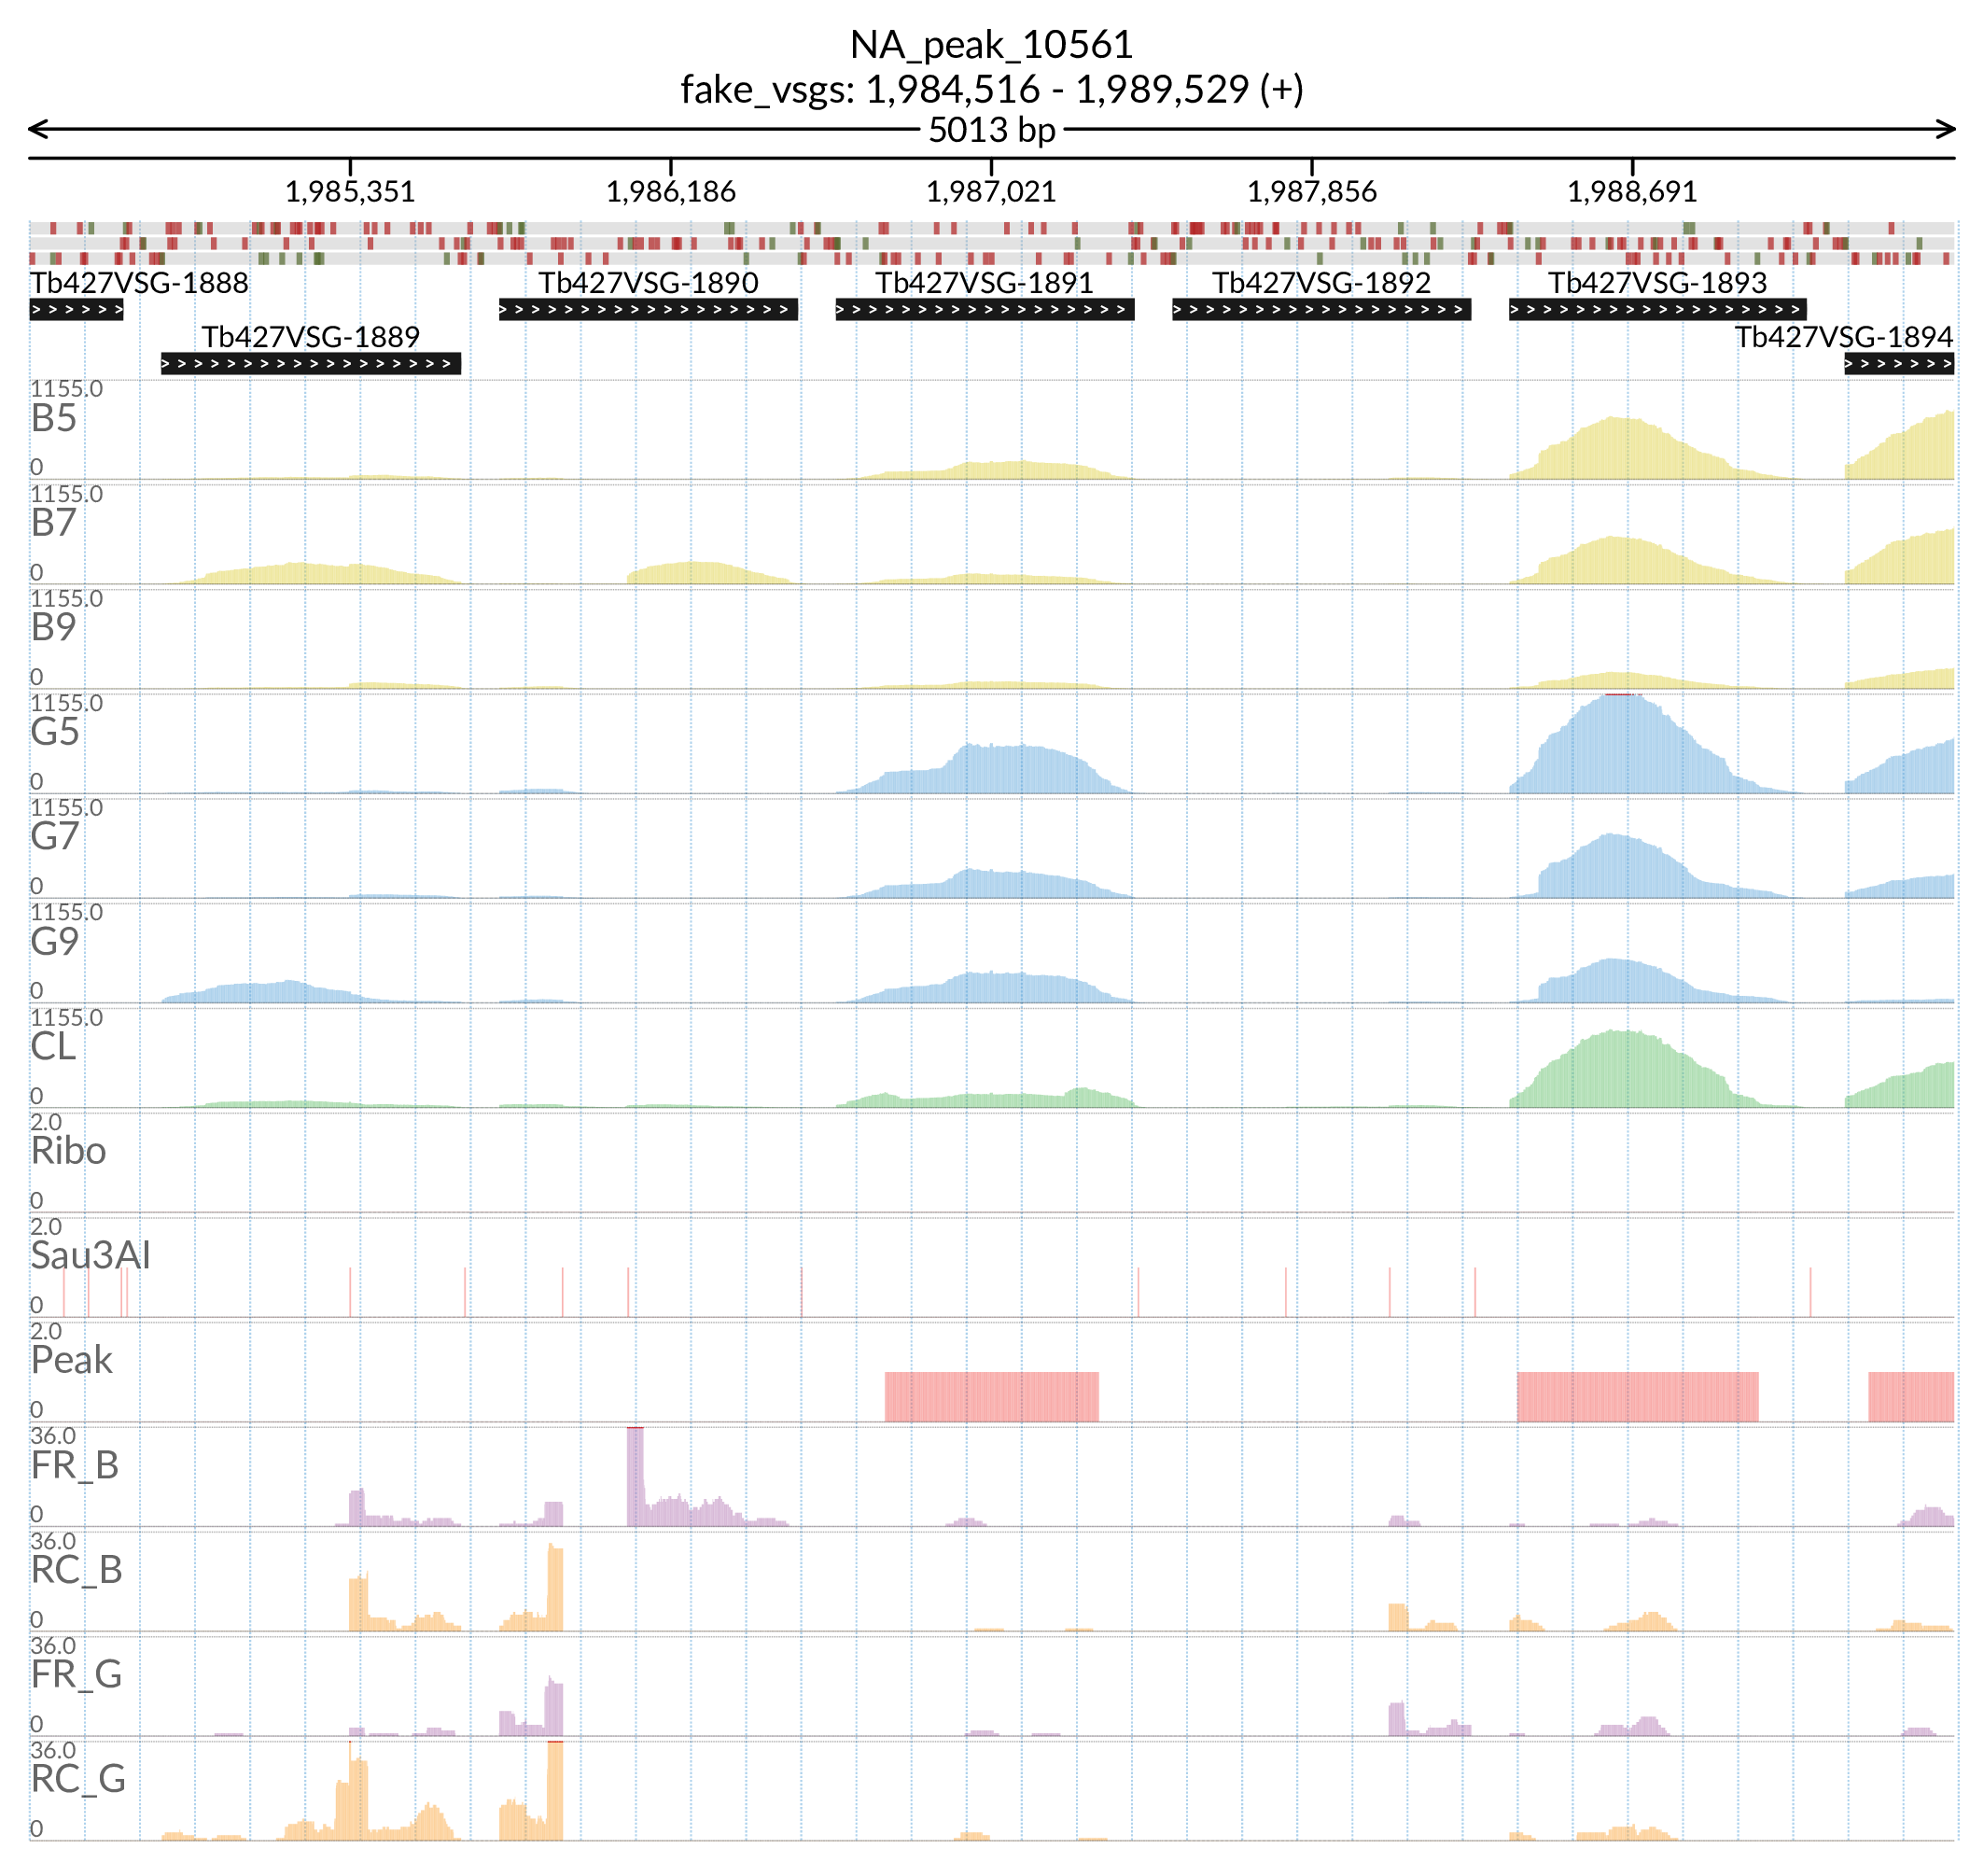 NA_peak_10561
fake_vsgs: 1,984,516 - 1,989,529 (+)
5013 bp
1,985,351 1,986,186 1,987,021 1,987,856 1,988,691
Tb427VSG-1888 Tb427VSG-1890 Tb427VSG-1891 Tb427VSG-1892 Tb427VSG-1893
Tb427VSG-1889 Tb427VSG-1894
1155.0
B5
0
1155.0
B7
0
1155.0
B9
0
1155.0
G5
0
1155.0
G7
0
1155.0
G9
0
1155.0
CL
0
2.0
Ribo
0
2.0
Sau3AI
0
2.0
Peak
0
36.0
FR_B
0
36.0
RC_B
0
36.0
FR_G
0
36.0
RC_G
0